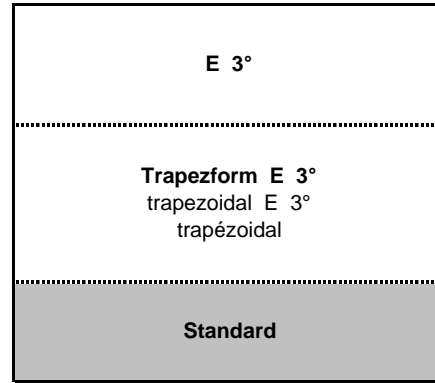 E 3°
Trapezform E 3°
trapezoidal E 3°
trapézoidal
Standard